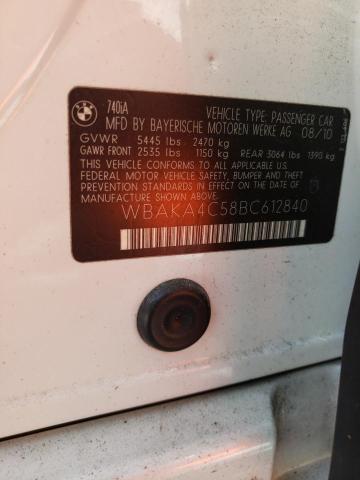 BMW
740iA
VEHICLE TYPE: PASSENGER CAR
MFD BY BAYERISCHE MOTOREN WERKE AG 08/10
GVWR 5445 lbs 2470 kg
GAWR FRONT 2535 lbs 1150 kg REAR 3064 lbs 1390 kg
THIS VEHICLE CONFORMS TO ALL APPLICABLE U.S.
FEDERAL MOTOR VEHICLE SAFETY, BUMPER, AND THEFT
PREVENTION STANDARDS IN EFFECT ON THE DATE OF
MANUFACTURE SHOWN ABOVE.
WBAKA4C58BC612840